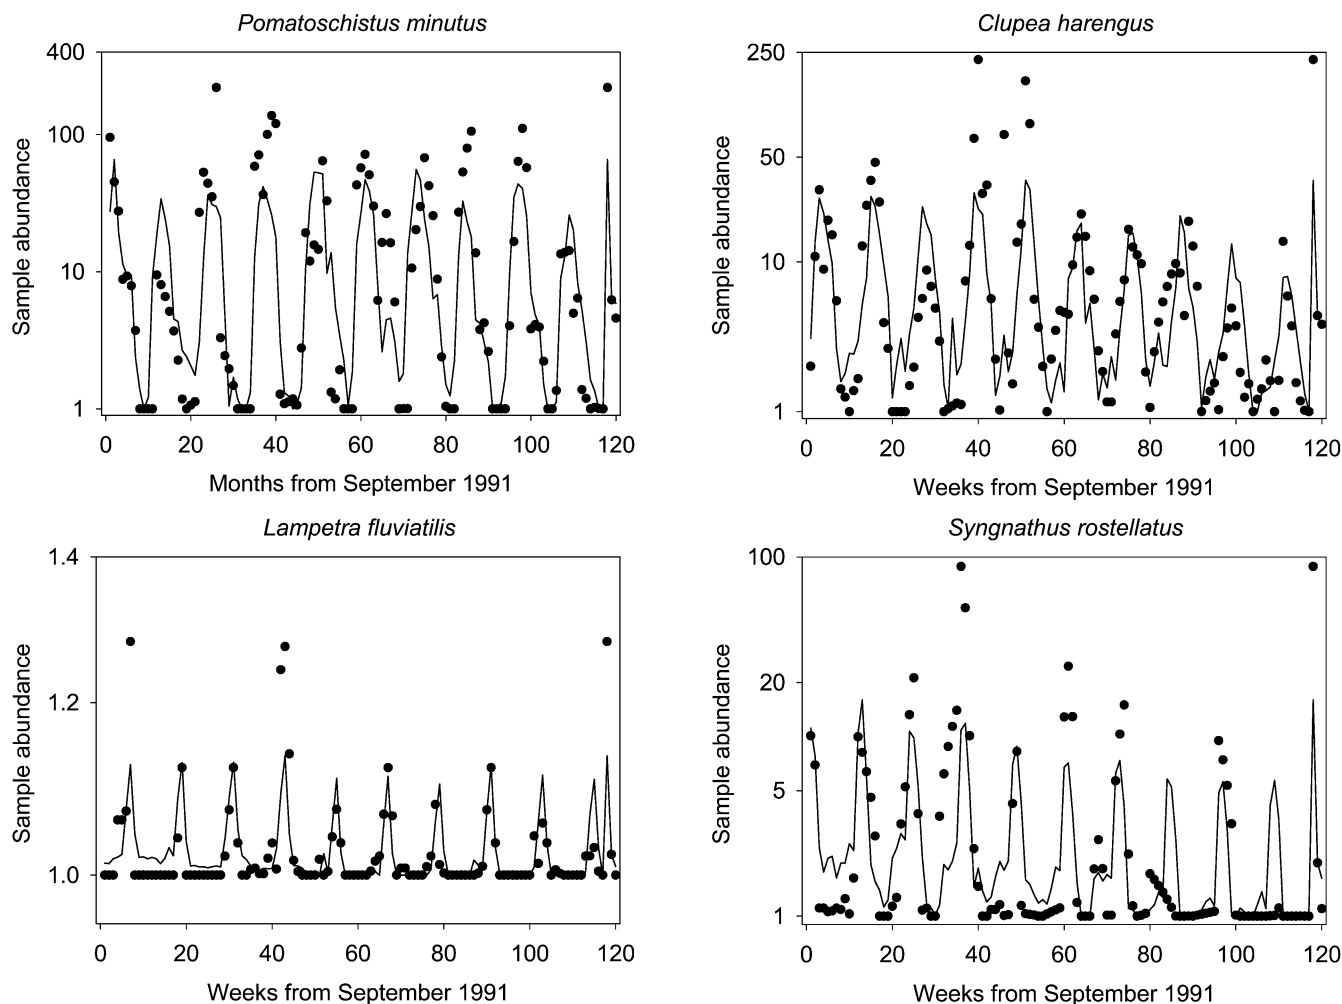 Pomatoschistus minutus
400
100
10
1
Sample abundance
0 20 40 60 80 100 120
Months from September 1991
Clupea harengus
250
50
10
1
Sample abundance
0 20 40 60 80 100 120
Weeks from September 1991
Lampetra fluviatilis
1.4
1.2
1.0
Sample abundance
0 20 40 60 80 100 120
Weeks from September 1991
Syngnathus rostellatus
100
20
5
1
Sample abundance
0 20 40 60 80 100 120
Weeks from September 1991